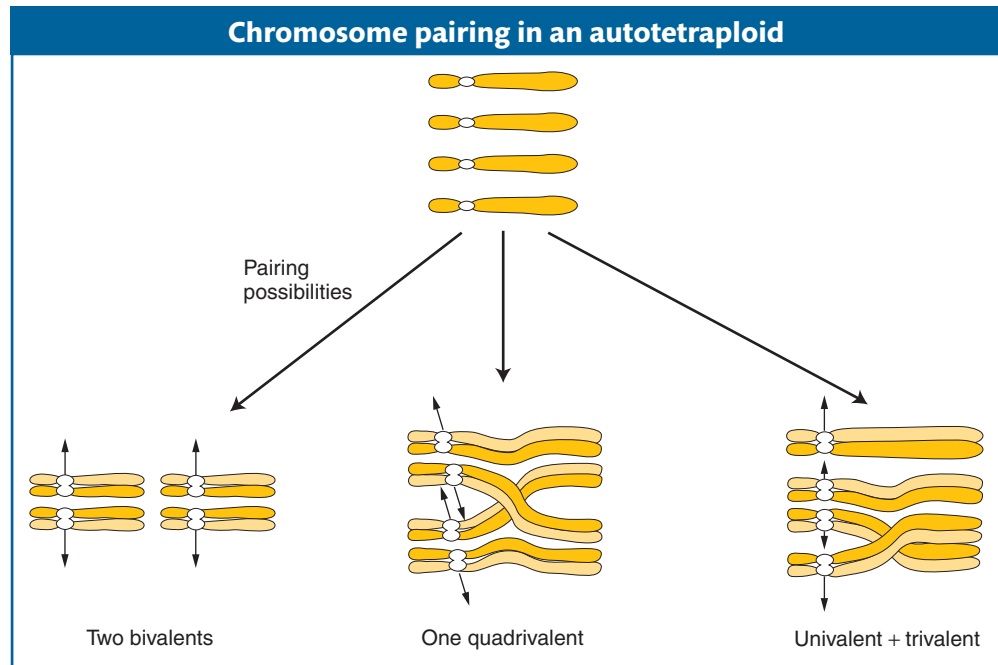 Chromosome pairing in an autotetraploid
Pairing
possibilities
Two bivalents
One quadrivalent
Univalent + trivalent